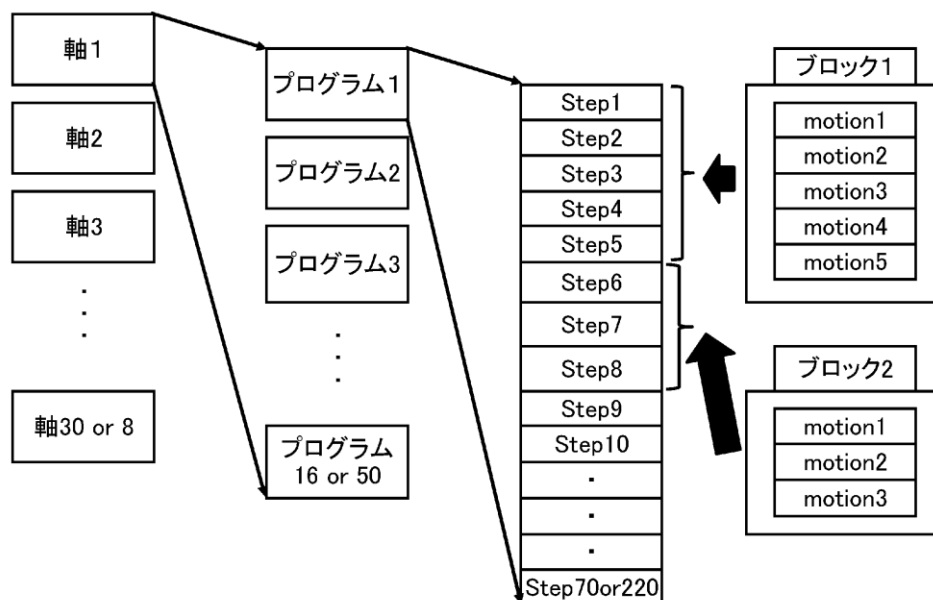 軸1
軸2
軸3
・
・
・
軸30 or 8
プログラム1
プログラム2
プログラム3
・
・
・
プログラム
16 or 50
Step1
Step2
Step3
Step4
Step5
Step6
Step7
Step8
Step9
Step10
・
・
・
Step70or220
ブロック1
motion1
motion2
motion3
motion4
motion5
ブロック2
motion1
motion2
motion3